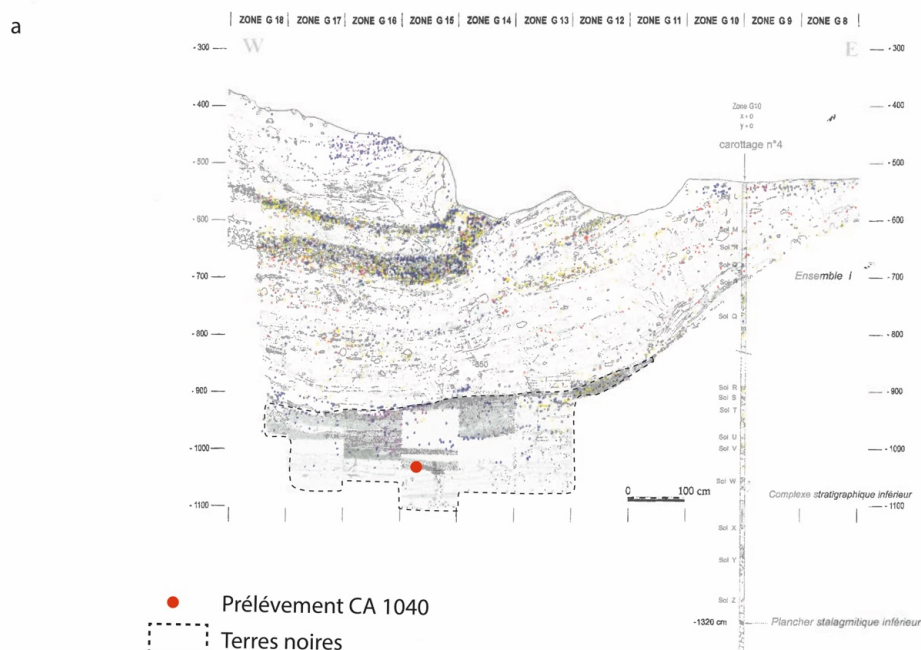 a
ZONE G 18 ZONE G 17 ZONE G 16 ZONE G 15 ZONE G 14 ZONE G 13 ZONE G 12 ZONE G 11 ZONE G 10 ZONE G 9 ZONE G 8
W E
- 300 - 300
- 400 - 400
Zone G10
x = 0
y = 0
carottage n°4
- 500 - 500
Sol L
- 600 - 600
Sol M
Sol N
Sol O
- 700 Ensemble I - 700
Sol Q
- 800 - 800
850
- 900 Sol R - 900
Sol S
Sol T
Sol U
- 1000 Sol V - 1000
Sol W
0 100 cm
Complexe stratigraphique inférieur
- 1100 - 1100
Sol X
Sol Y
Sol Z
Prélévement CA 1040
-1326 cm Plancher stalagmitique inférieur
Terres noires